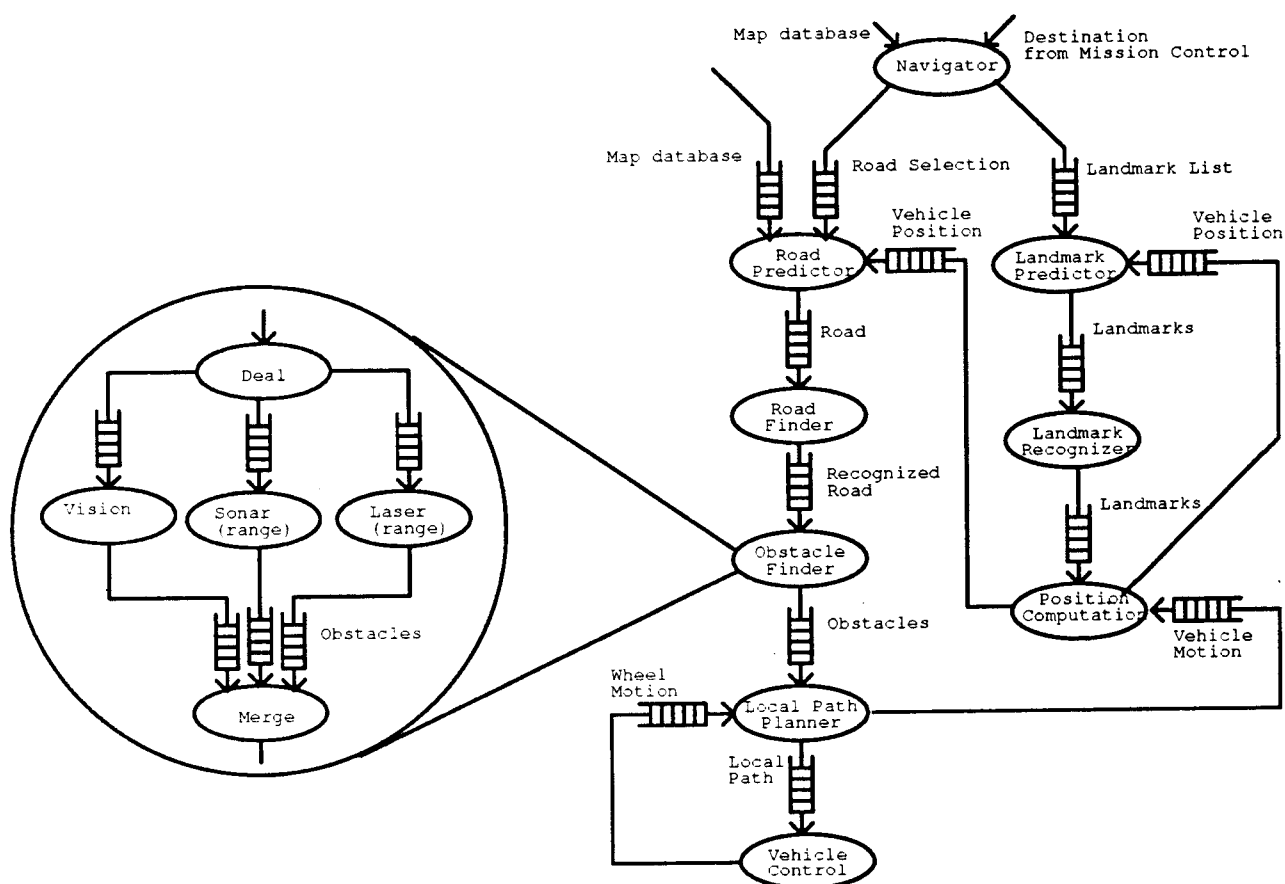 Map database
Destination
from Mission Control
Navigator
Map database
Road Selection
Landmark List
Vehicle
Position
Vehicle
Position
Road
Predictor
Landmark
Predictor
Road
Landmarks
Deal
Road
Finder
Landmark
Recognizer
Recognized
Road
Vision
Sonar
(range)
Laser
(range)
Landmarks
Obstacle
Finder
Position
Computation
Obstacles
Obstacles
Vehicle
Motion
Wheel
Motion
Merge
Local Path
Planner
Local
Path
Vehicle
Control